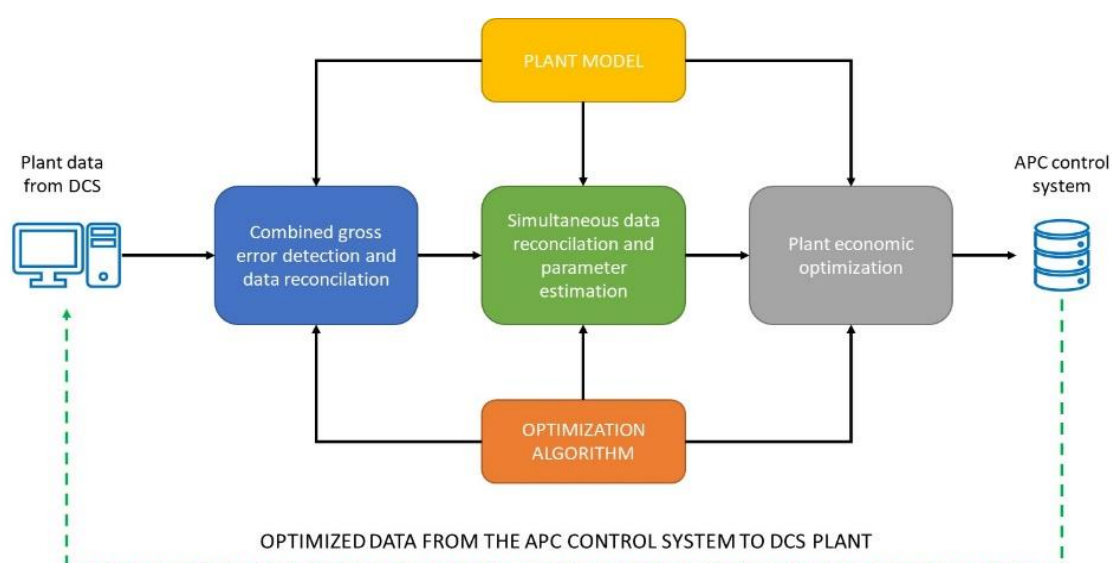 PLANT MODEL
Plant data
from DCS
APC control
system
Combined gross
error detection and
data reconcilation
Simultaneous data
reconcilation and
parameter
estimation
Plant economic
optimization
OPTIMIZATION
ALGORITHM
OPTIMIZED DATA FROM THE APC CONTROL SYSTEM TO DCS PLANT